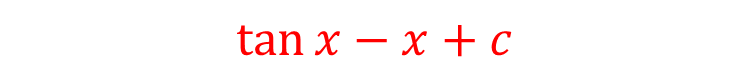 tan x − x + c